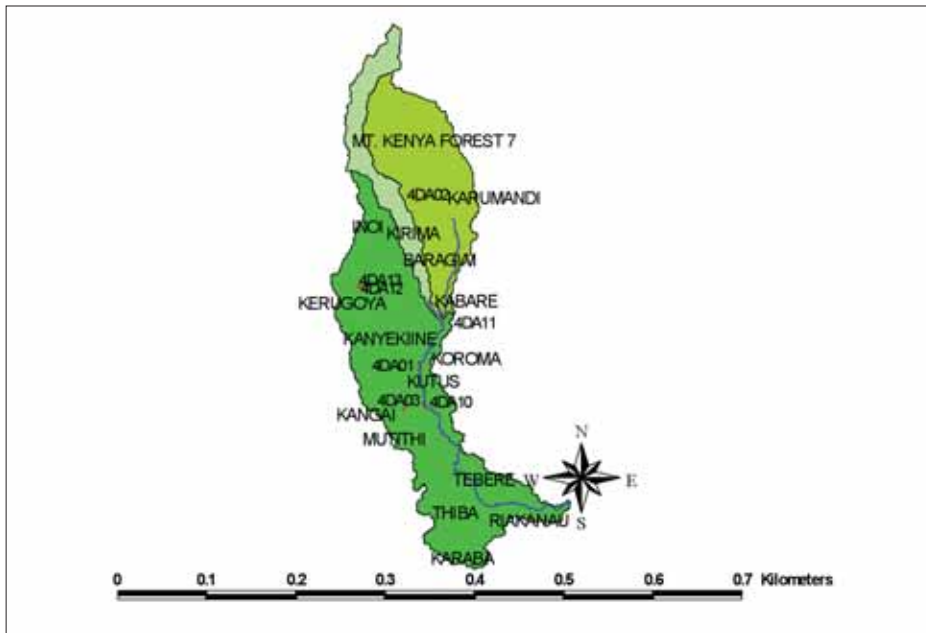 MT. KENYA FOREST 7
4DA02
KARUMANDI
INOI
KIRIMA
BARAGWI
4DA13
4DA12
KERUGOYA
KABARE
4DA11
KANYEKIINE
KOROMA
4DA01
KUTUS
4DA03
4DA10
KANGAI
MUTITHI
N
TEBERE
W
E
THIBA
RIAKANAU
S
KARABA
0 0.1 0.2 0.3 0.4 0.5 0.6 0.7 Kilometers